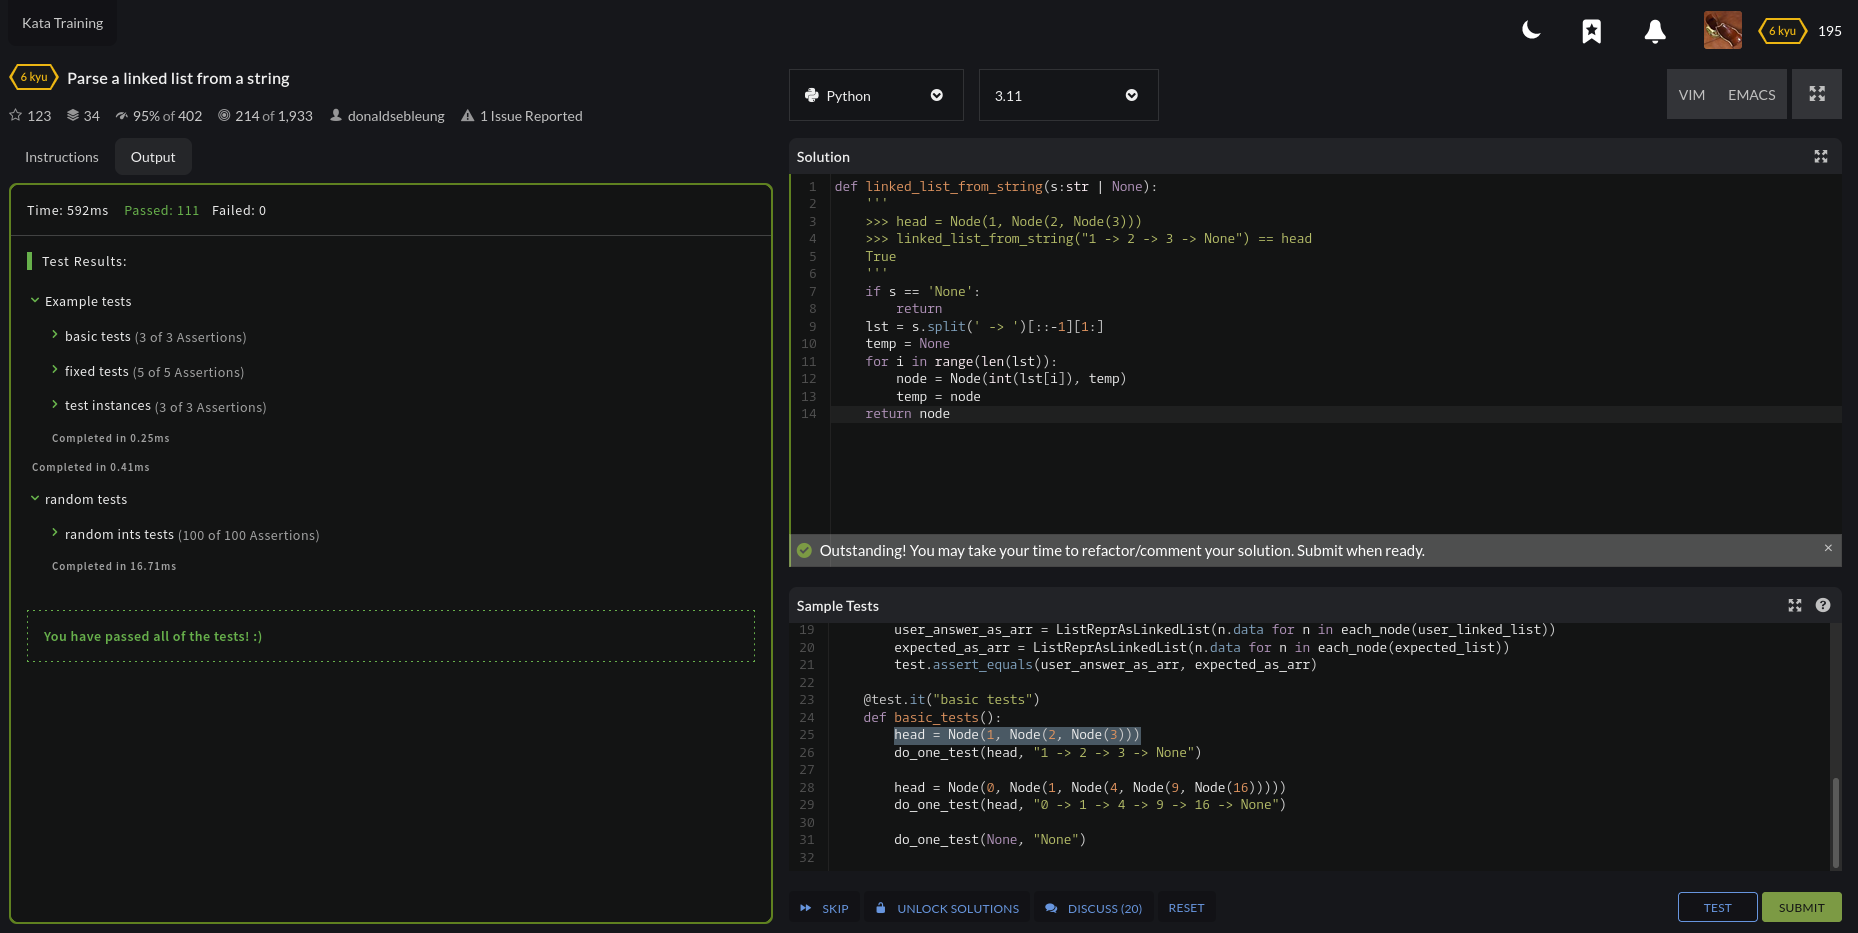 Kata Training
6 kyu 195
6 kyu Parse a linked list from a string
123 34 95% of 402 214 of 1,933 donaldsebleung 1 Issue Reported
Instructions Output
Time: 592ms Passed: 111 Failed: 0
Test Results:
Example tests
basic tests (3 of 3 Assertions)
fixed tests (5 of 5 Assertions)
test instances (3 of 3 Assertions)
Completed in 0.25ms
Completed in 0.41ms
random tests
random ints tests (100 of 100 Assertions)
Completed in 16.71ms
You have passed all of the tests! :)
Python 3.11 VIM EMACS
Solution
1 def linked_list_from_string(s:str | None):
2     '''
3     >>> head = Node(1, Node(2, Node(3)))
4     >>> linked_list_from_string("1 -> 2 -> 3 -> None") == head
5     True
6     '''
7     if s == 'None':
8         return
9     lst = s.split(' -> ')[::-1][1:]
10     temp = None
11     for i in range(len(lst)):
12         node = Node(int(lst[i]), temp)
13         temp = node
14     return node
Outstanding! You may take your time to refactor/comment your solution. Submit when ready. ×
Sample Tests ?
19         user_answer_as_arr = ListReprAsLinkedList(n.data for n in each_node(user_linked_list))
20         expected_as_arr = ListReprAsLinkedList(n.data for n in each_node(expected_list))
21         test.assert_equals(user_answer_as_arr, expected_as_arr)
22
23     @test.it("basic tests")
24     def basic_tests():
25         head = Node(1, Node(2, Node(3)))
26         do_one_test(head, "1 -> 2 -> 3 -> None")
27
28         head = Node(0, Node(1, Node(4, Node(9, Node(16)))))
29         do_one_test(head, "0 -> 1 -> 4 -> 9 -> 16 -> None")
30
31         do_one_test(None, "None")
32
SKIP UNLOCK SOLUTIONS DISCUSS (20) RESET TEST SUBMIT